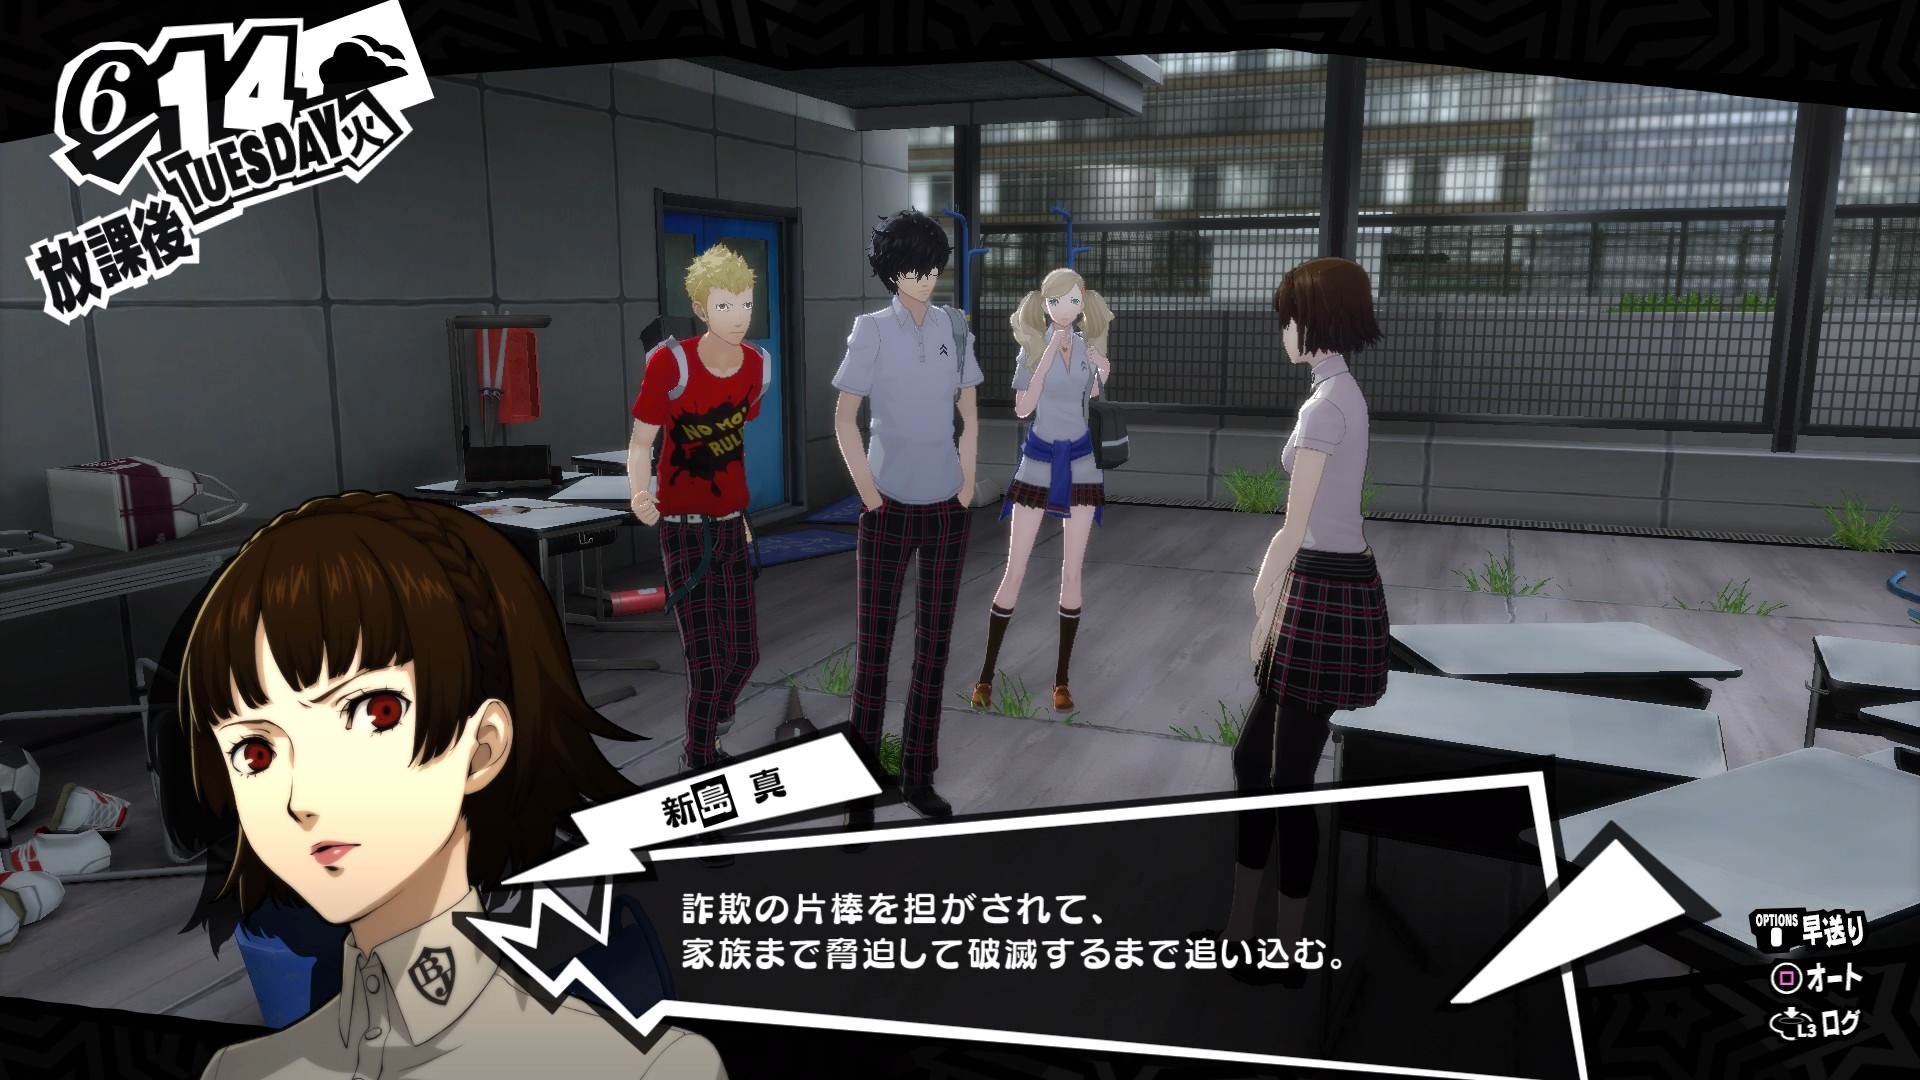 6/14
TUESDAY 火
放課後
NO MO
RUL
新島 真
詐欺の片棒を担がされて、
家族まで脅迫して破滅するまで追い込む。
OPTIONS 早送り
オート
L3 ログ